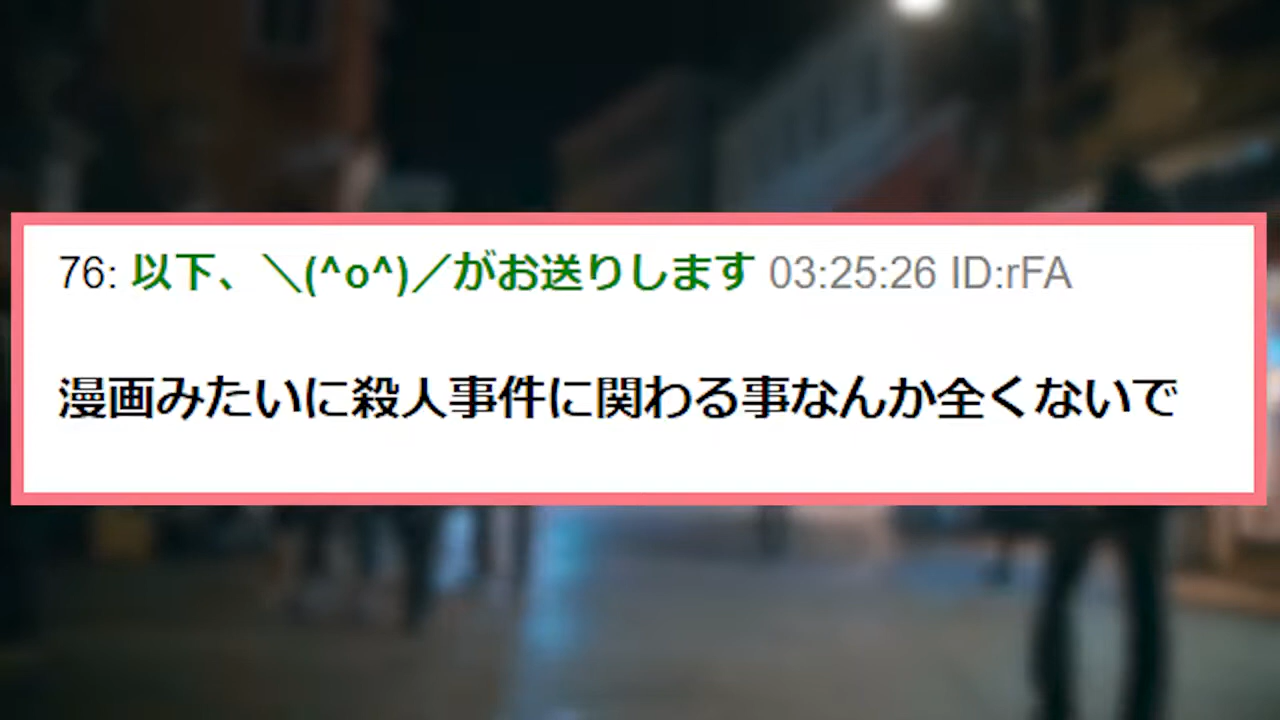 76: 以下、＼(^o^)／がお送りします 03:25:26 ID:rFA
漫画みたいに殺人事件に関わる事なんか全くないで